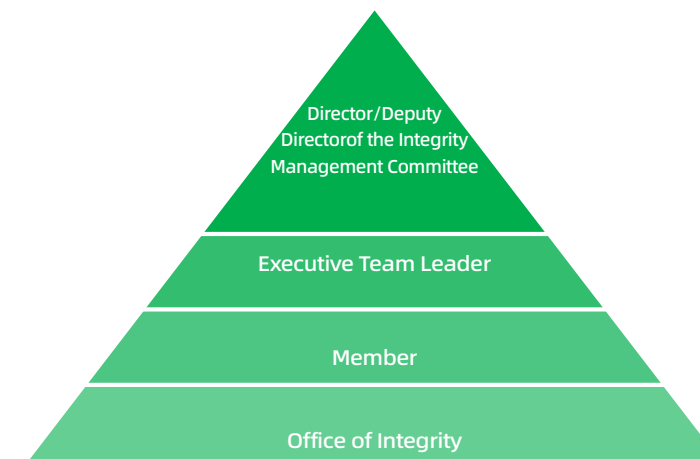 Director/Deputy
Directorof the Integrity
Management Committee
Executive Team Leader
Member
Office of Integrity